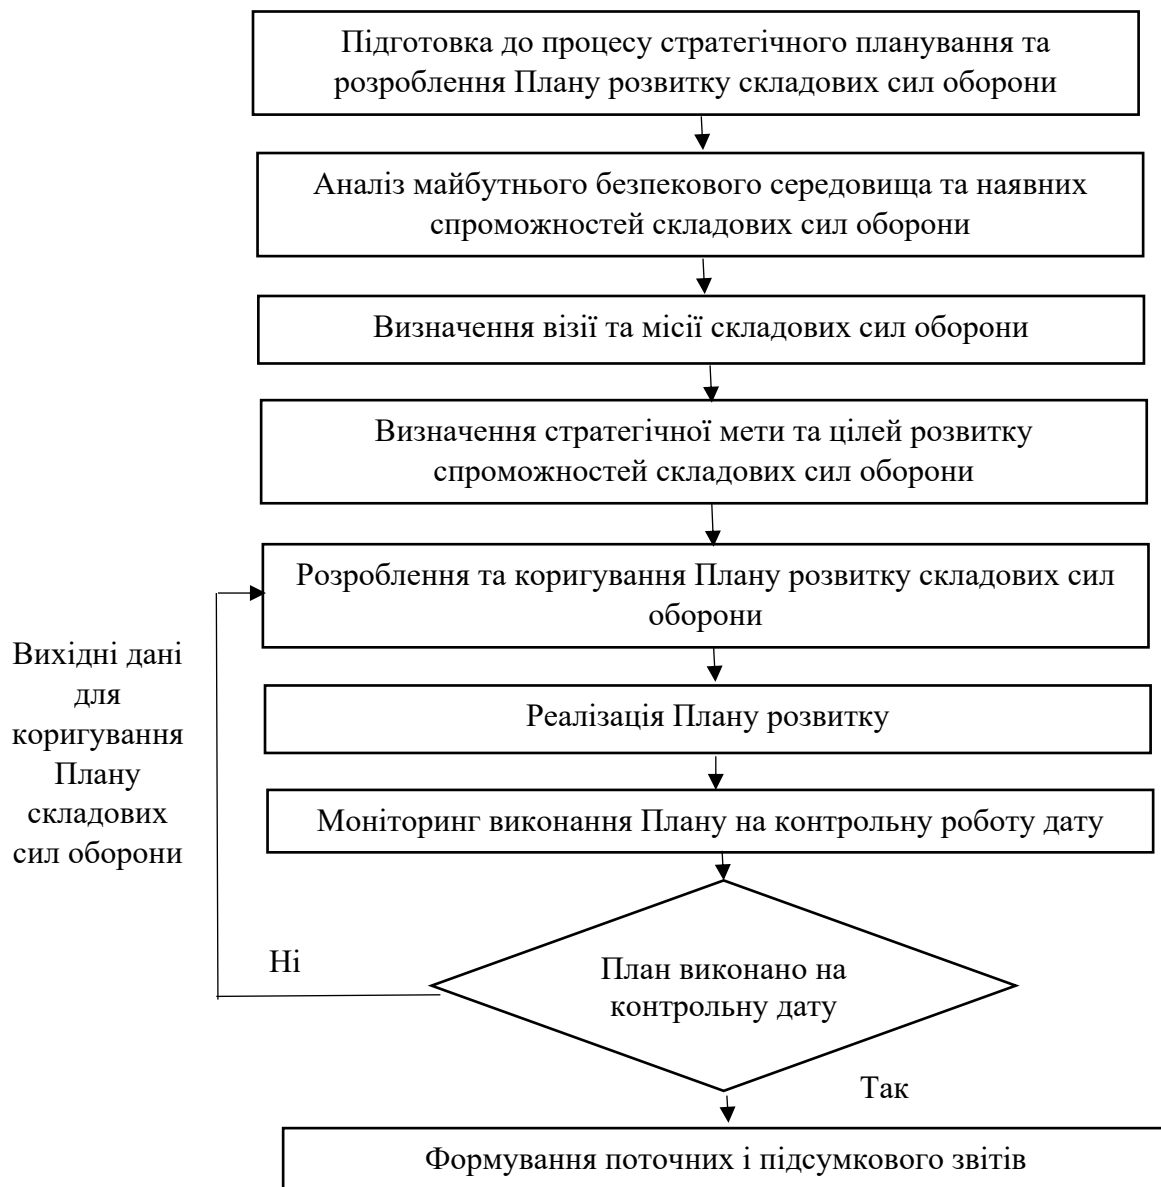 Підготовка до процесу стратегічного планування та
розроблення Плану розвитку складових сил оборони
Аналіз майбутнього безпекового середовища та наявних
спроможностей складових сил оборони
Визначення візії та місії складових сил оборони
Визначення стратегічної мети та цілей розвитку
спроможностей складових сил оборони
Розроблення та коригування Плану розвитку складових сил
оборони
Вихідні дані
для
коригування
Плану
складових
сил оборони
Реалізація Плану розвитку
Моніторинг виконання Плану на контрольну роботу дату
Ні
План виконано на
контрольну дату
Так
Формування поточних і підсумкового звітів